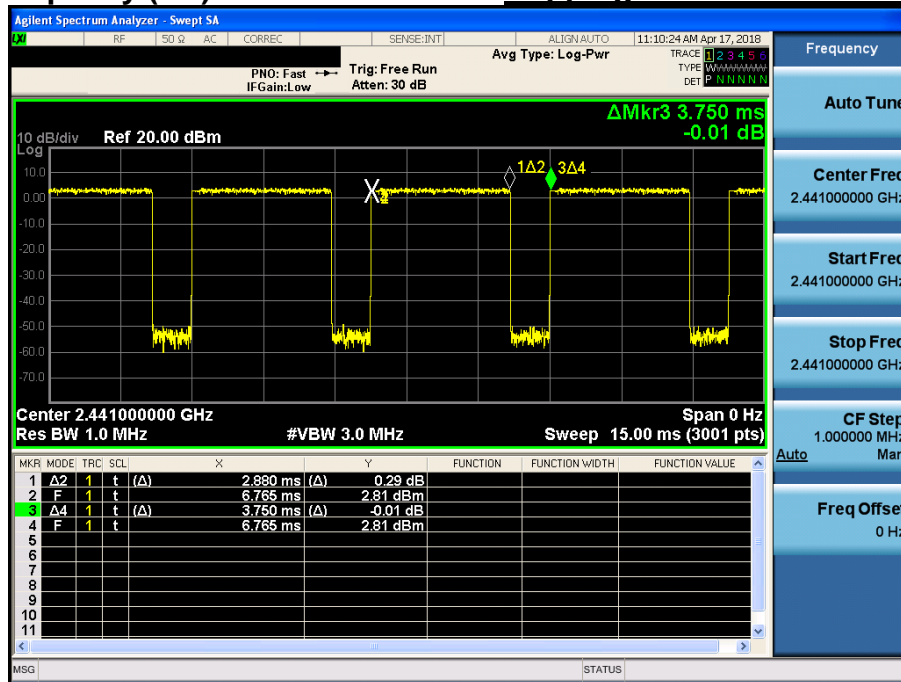 Agilent Spectrum Analyzer - Swept SA
LXI RF 50 Ω AC CORREC SENSE:INT ALIGN AUTO 11:10:24 AM Apr 17, 2018
Avg Type: Log-Pwr TRACE 1 2 3 4 5 6
PNO: Fast Trig: Free Run TYPE WWWWWW
IFGain:Low Atten: 30 dB DET P N N N N N
Frequency
ΔMkr3 3.750 ms
-0.01 dB
10 dB/div Ref 20.00 dBm
Log
10.0
0.00
-10.0
-20.0
-30.0
-40.0
-50.0
-60.0
-70.0
1Δ2 3Δ4
X
Center 2.441000000 GHz Span 0 Hz
Res BW 1.0 MHz #VBW 3.0 MHz Sweep 15.00 ms (3001 pts)
MKR MODE TRC SCL X Y FUNCTION FUNCTION WIDTH FUNCTION VALUE
1 Δ2 1 t (Δ) 2.880 ms (Δ) 0.29 dB
2 F 1 t 6.765 ms 2.81 dBm
3 Δ4 1 t (Δ) 3.750 ms (Δ) -0.01 dB
4 F 1 t 6.765 ms 2.81 dBm
5
6
7
8
9
10
11
MSG STATUS
Auto Tune
Center Freq
2.441000000 GHz
Start Freq
2.441000000 GHz
Stop Freq
2.441000000 GHz
CF Step
1.000000 MHz
Auto Man
Freq Offset
0 Hz